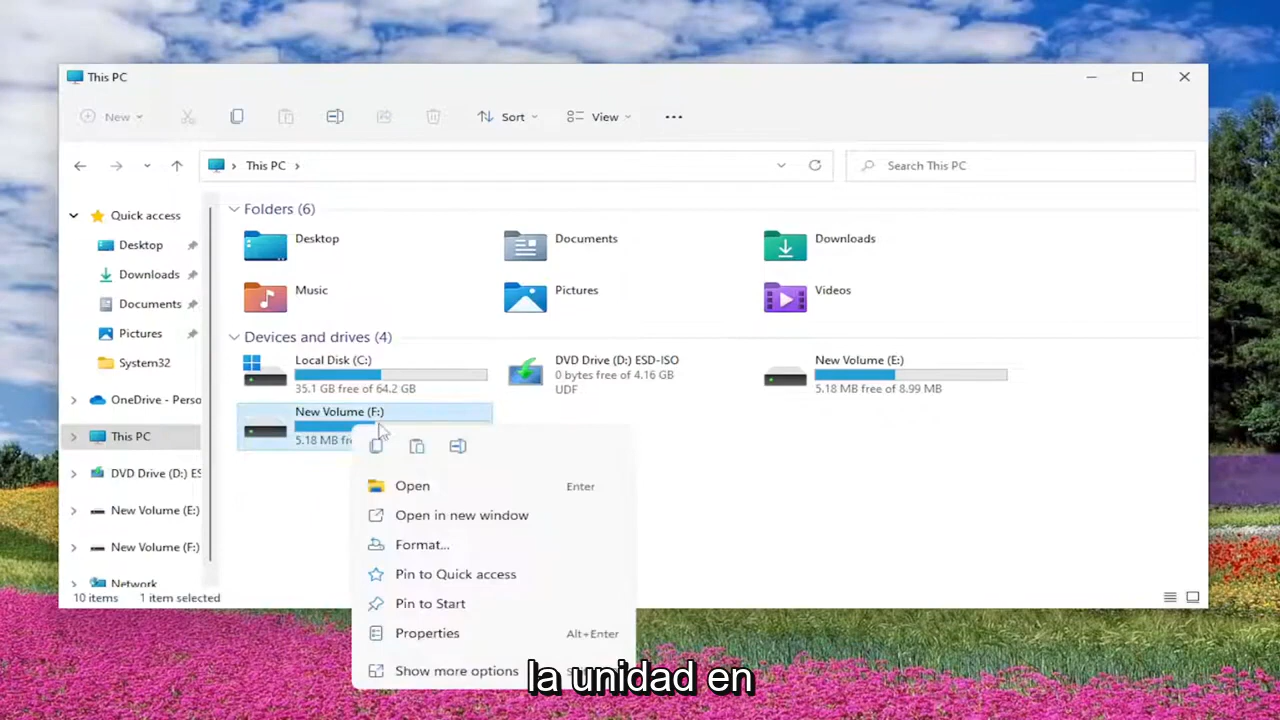 This PC
New
Sort
View
This PC
Search This PC
Quick access
Desktop
Downloads
Documents
Pictures
System32
OneDrive - Perso
This PC
DVD Drive (D:) ES
New Volume (E:)
New Volume (F:)
Network
Folders (6)
Desktop
Documents
Downloads
Music
Pictures
Videos
Devices and drives (4)
Local Disk (C:)
35.1 GB free of 64.2 GB
DVD Drive (D:) ESD-ISO
0 bytes free of 4.16 GB
UDF
New Volume (E:)
5.18 MB free of 8.99 MB
New Volume (F:)
5.18 MB
Open Enter
Open in new window
Format...
Pin to Quick access
Pin to Start
Properties Alt+Enter
Show more options
10 items 1 item selected
la unidad en